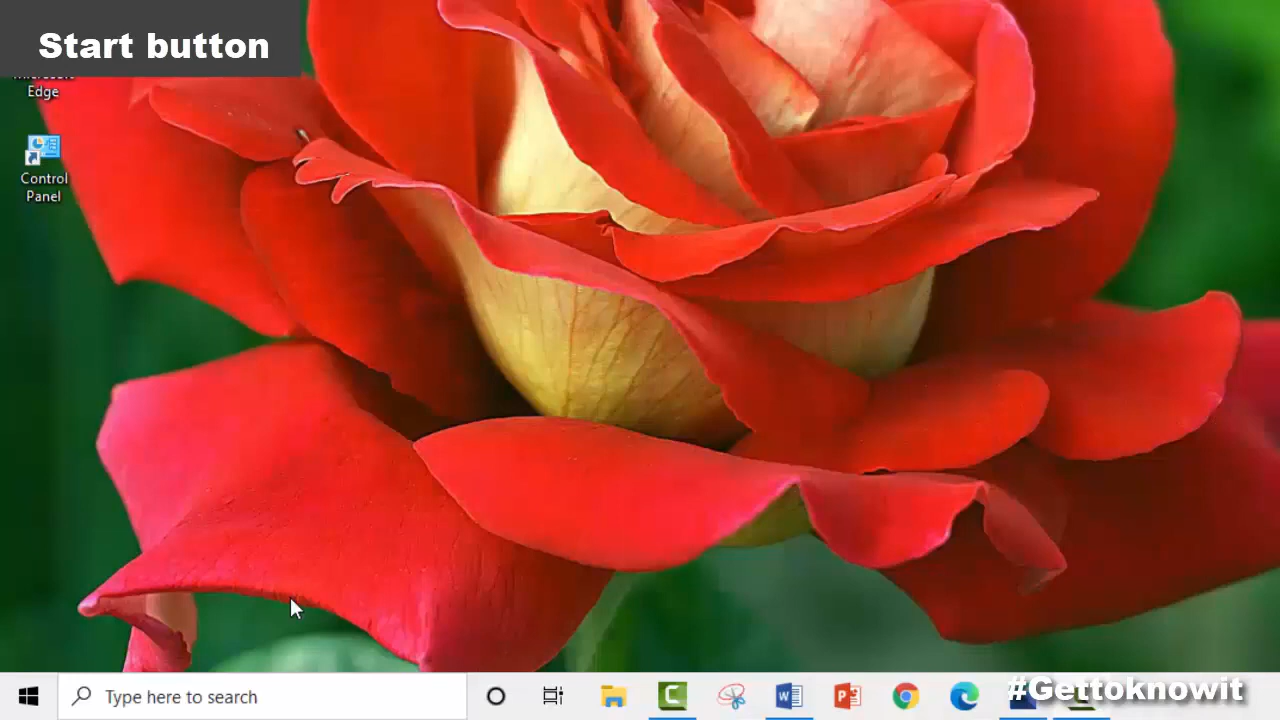 Start button
Edge
Control
Panel
Type here to search
#Gettoknowit